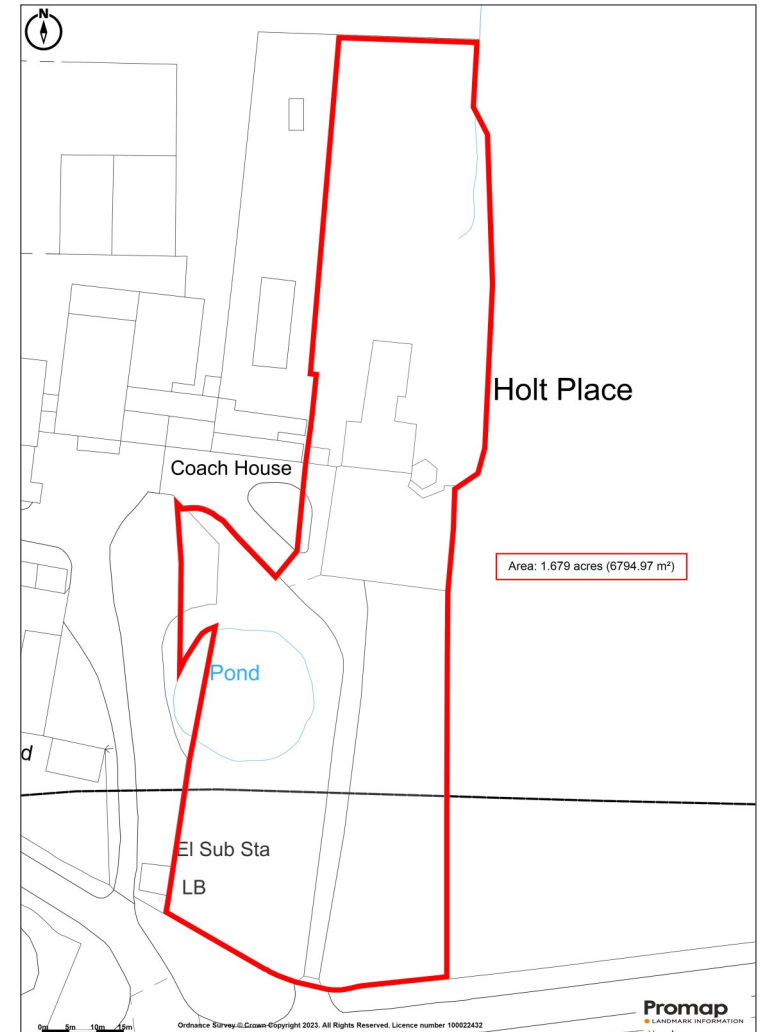 N
Holt Place
Coach House
Area: 1.679 acres (6794.97 m²)
Pond
d
El Sub Sta
LB
0m 5m 10m 15m
Ordnance Survey © Crown Copyright 2023. All Rights Reserved. Licence number 100022432
Promap
LANDMARK INFORMATION